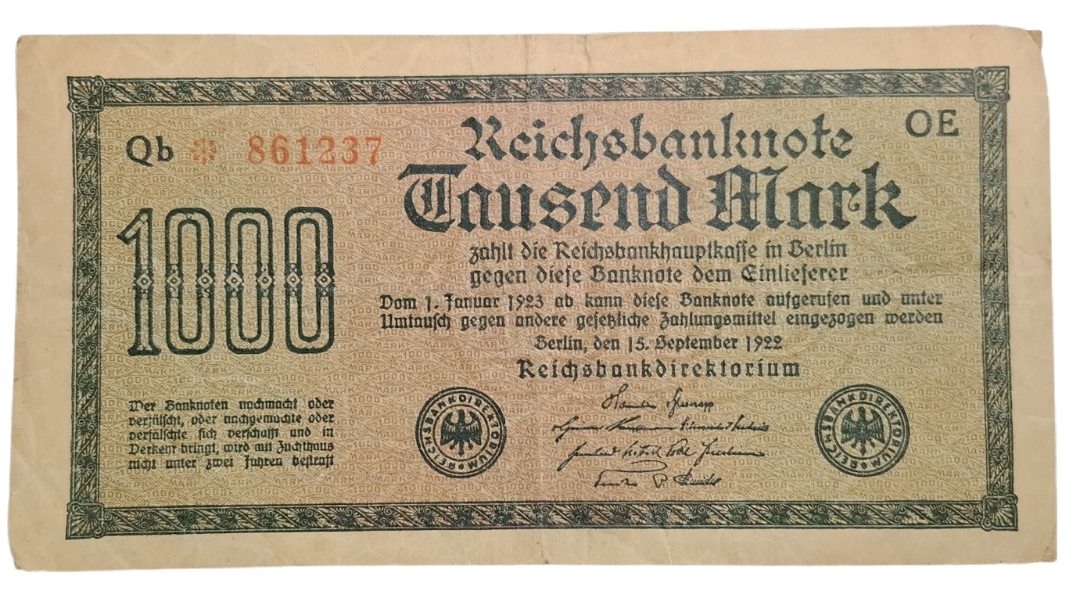 Qb * 861237
OE
Reichsbanknote
Tausend Mark
1000
zahlt die Reichsbankhauptkasse in Berlin
gegen diese Banknote dem Einlieferer
Vom 1. Januar 1923 ab kann diese Banknote aufgerufen und unter
Umtausch gegen andere gesetzliche Zahlungsmittel eingezogen werden
Berlin, den 15. September 1922
Reichsbankdirektorium
Wer Banknoten nachmacht oder
verfälscht, oder nachgemachte oder
verfälschte sich verschafft und in
Verkehr bringt, wird mit Zuchthaus
nicht unter zwei Jahren bestraft
REICHSBANKDIREKTORIUM
REICHSBANKDIREKTORIUM